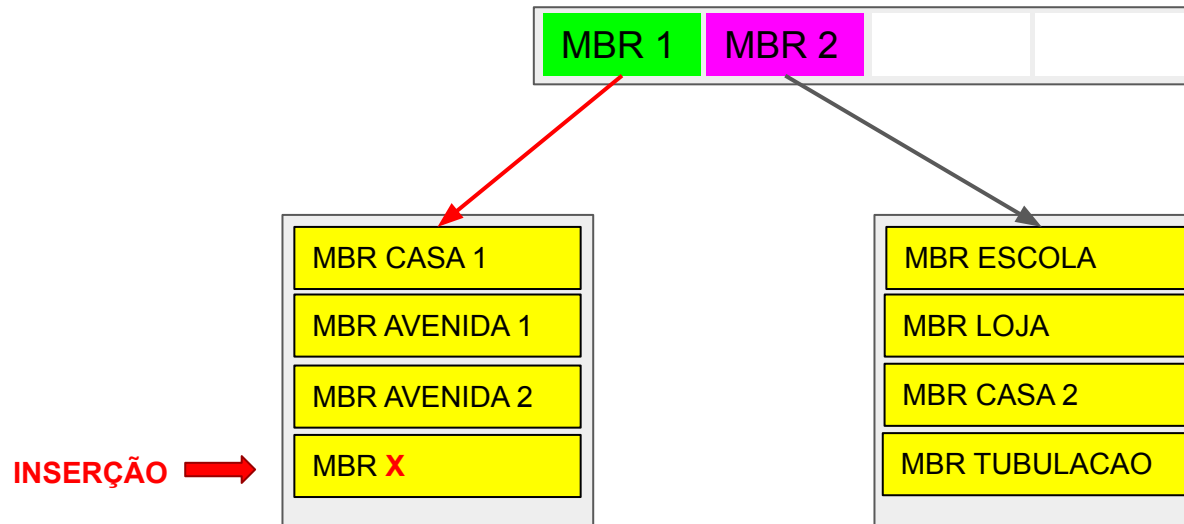 MBR 1
MBR 2
MBR CASA 1
MBR AVENIDA 1
MBR AVENIDA 2
MBR X
INSERÇÃO
MBR ESCOLA
MBR LOJA
MBR CASA 2
MBR TUBULACAO